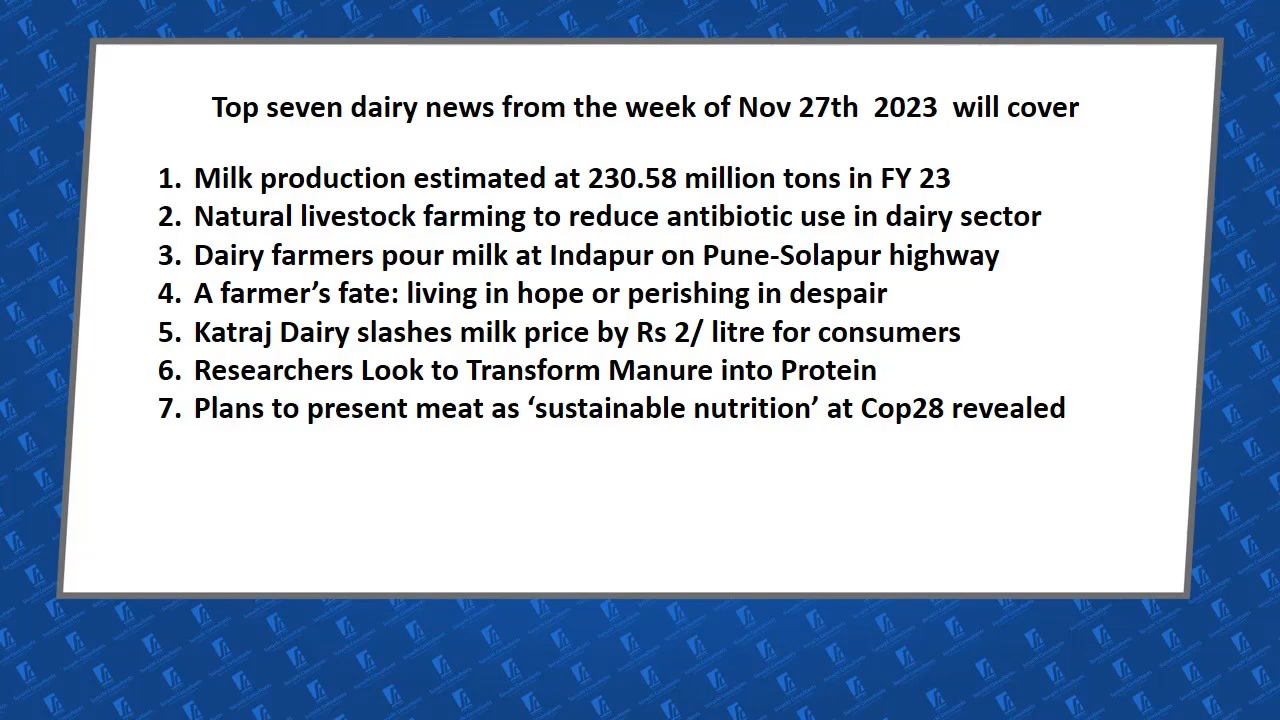 Top seven dairy news from the week of Nov 27th  2023  will cover
1. Milk production estimated at 230.58 million tons in FY 23
2. Natural livestock farming to reduce antibiotic use in dairy sector
3. Dairy farmers pour milk at Indapur on Pune-Solapur highway
4. A farmer’s fate: living in hope or perishing in despair
5. Katraj Dairy slashes milk price by Rs 2/ litre for consumers
6. Researchers Look to Transform Manure into Protein
7. Plans to present meat as ‘sustainable nutrition’ at Cop28 revealed